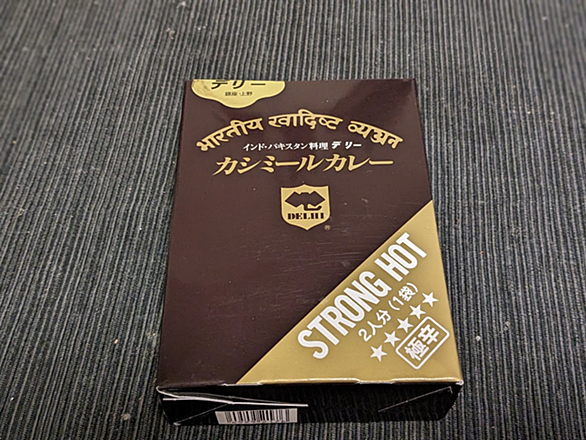 デリー
銀座・上野
भारतीय खादिष्ट व्यञ्जन
インド・パキスタン料理 デリー
カシミールカレー
DELHI
®
STRONG HOT
2人分(1袋)
★★★★★
極辛